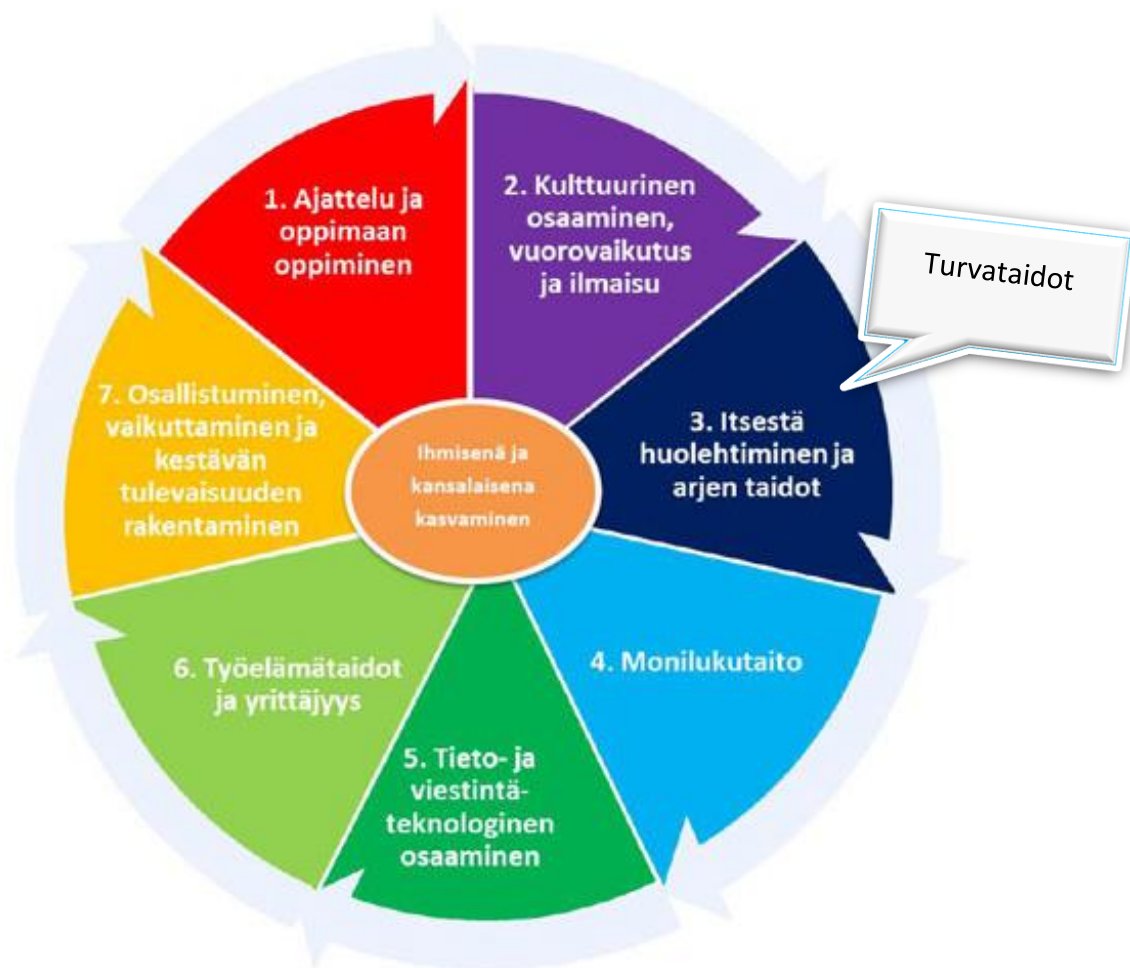 1. Ajattelu ja
oppimaan
oppiminen
2. Kulttuurinen
osaaminen,
vuorovaikutus
ja ilmaisu
Turvataidot
3. Itsestä
huolehtiminen ja
arjen taidot
4. Monilukutaito
5. Tieto- ja
viestintä-
teknologinen
osaaminen
6. Työelämätaidot
ja yrittäjyys
7. Osallistuminen,
vaikuttaminen ja
kestävän
tulevaisuuden
rakentaminen
Ihmisenä ja
kansalaisena
kasvaminen